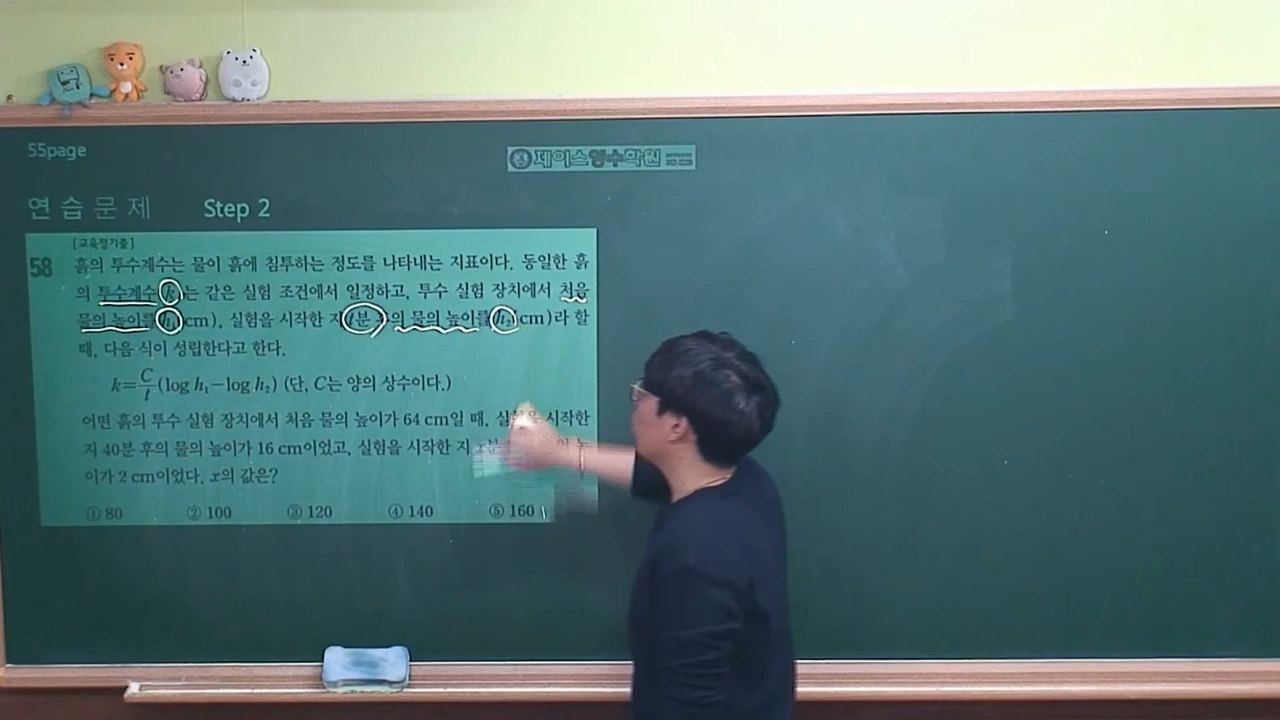 55page
제이스영수학원
연습문제 Step 2
[교육청기출]
58 흙의 투수계수는 물이 흙에 침투하는 정도를 나타내는 지표이다. 동일한 흙
의 투수계수 k는 같은 실험 조건에서 일정하고, 투수 실험 장치에서 처음
물의 높이를 h₁(cm), 실험을 시작한 지 t분 후의 물의 높이를 h₂(cm)라 할
때, 다음 식이 성립한다고 한다.
k=C/t(log h₁-log h₂) (단, C는 양의 상수이다.)
어떤 흙의 투수 실험 장치에서 처음 물의 높이가 64 cm일 때, 시작한
지 40분 후의 물의 높이가 16 cm이었고, 실험을 시작한 지 x분 높
이가 2 cm이었다. x의 값은?
① 80 ② 100 ③ 120 ④ 140 ⑤ 160